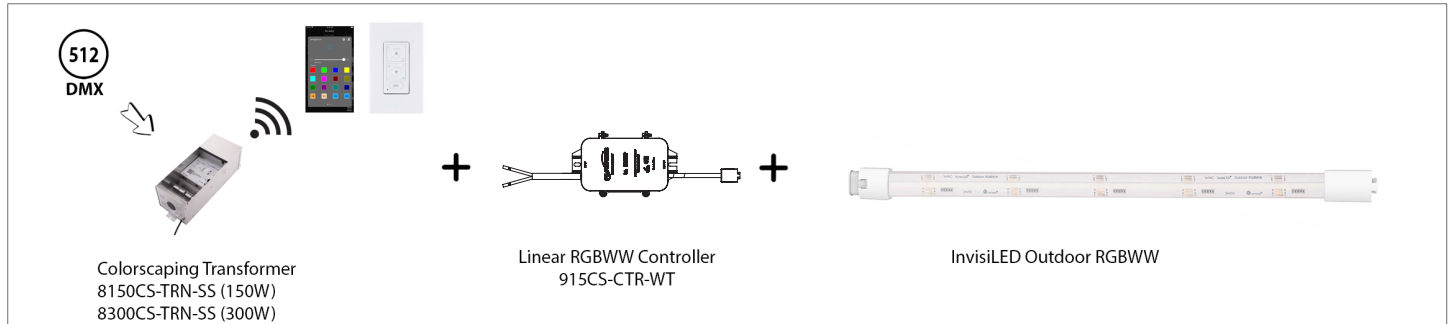 512
DMX
Colorscaping Transformer
8150CS-TRN-SS (150W)
8300CS-TRN-SS (300W)
+
Linear RGBWW Controller
915CS-CTR-WT
+
InvisiLED Outdoor RGBWW